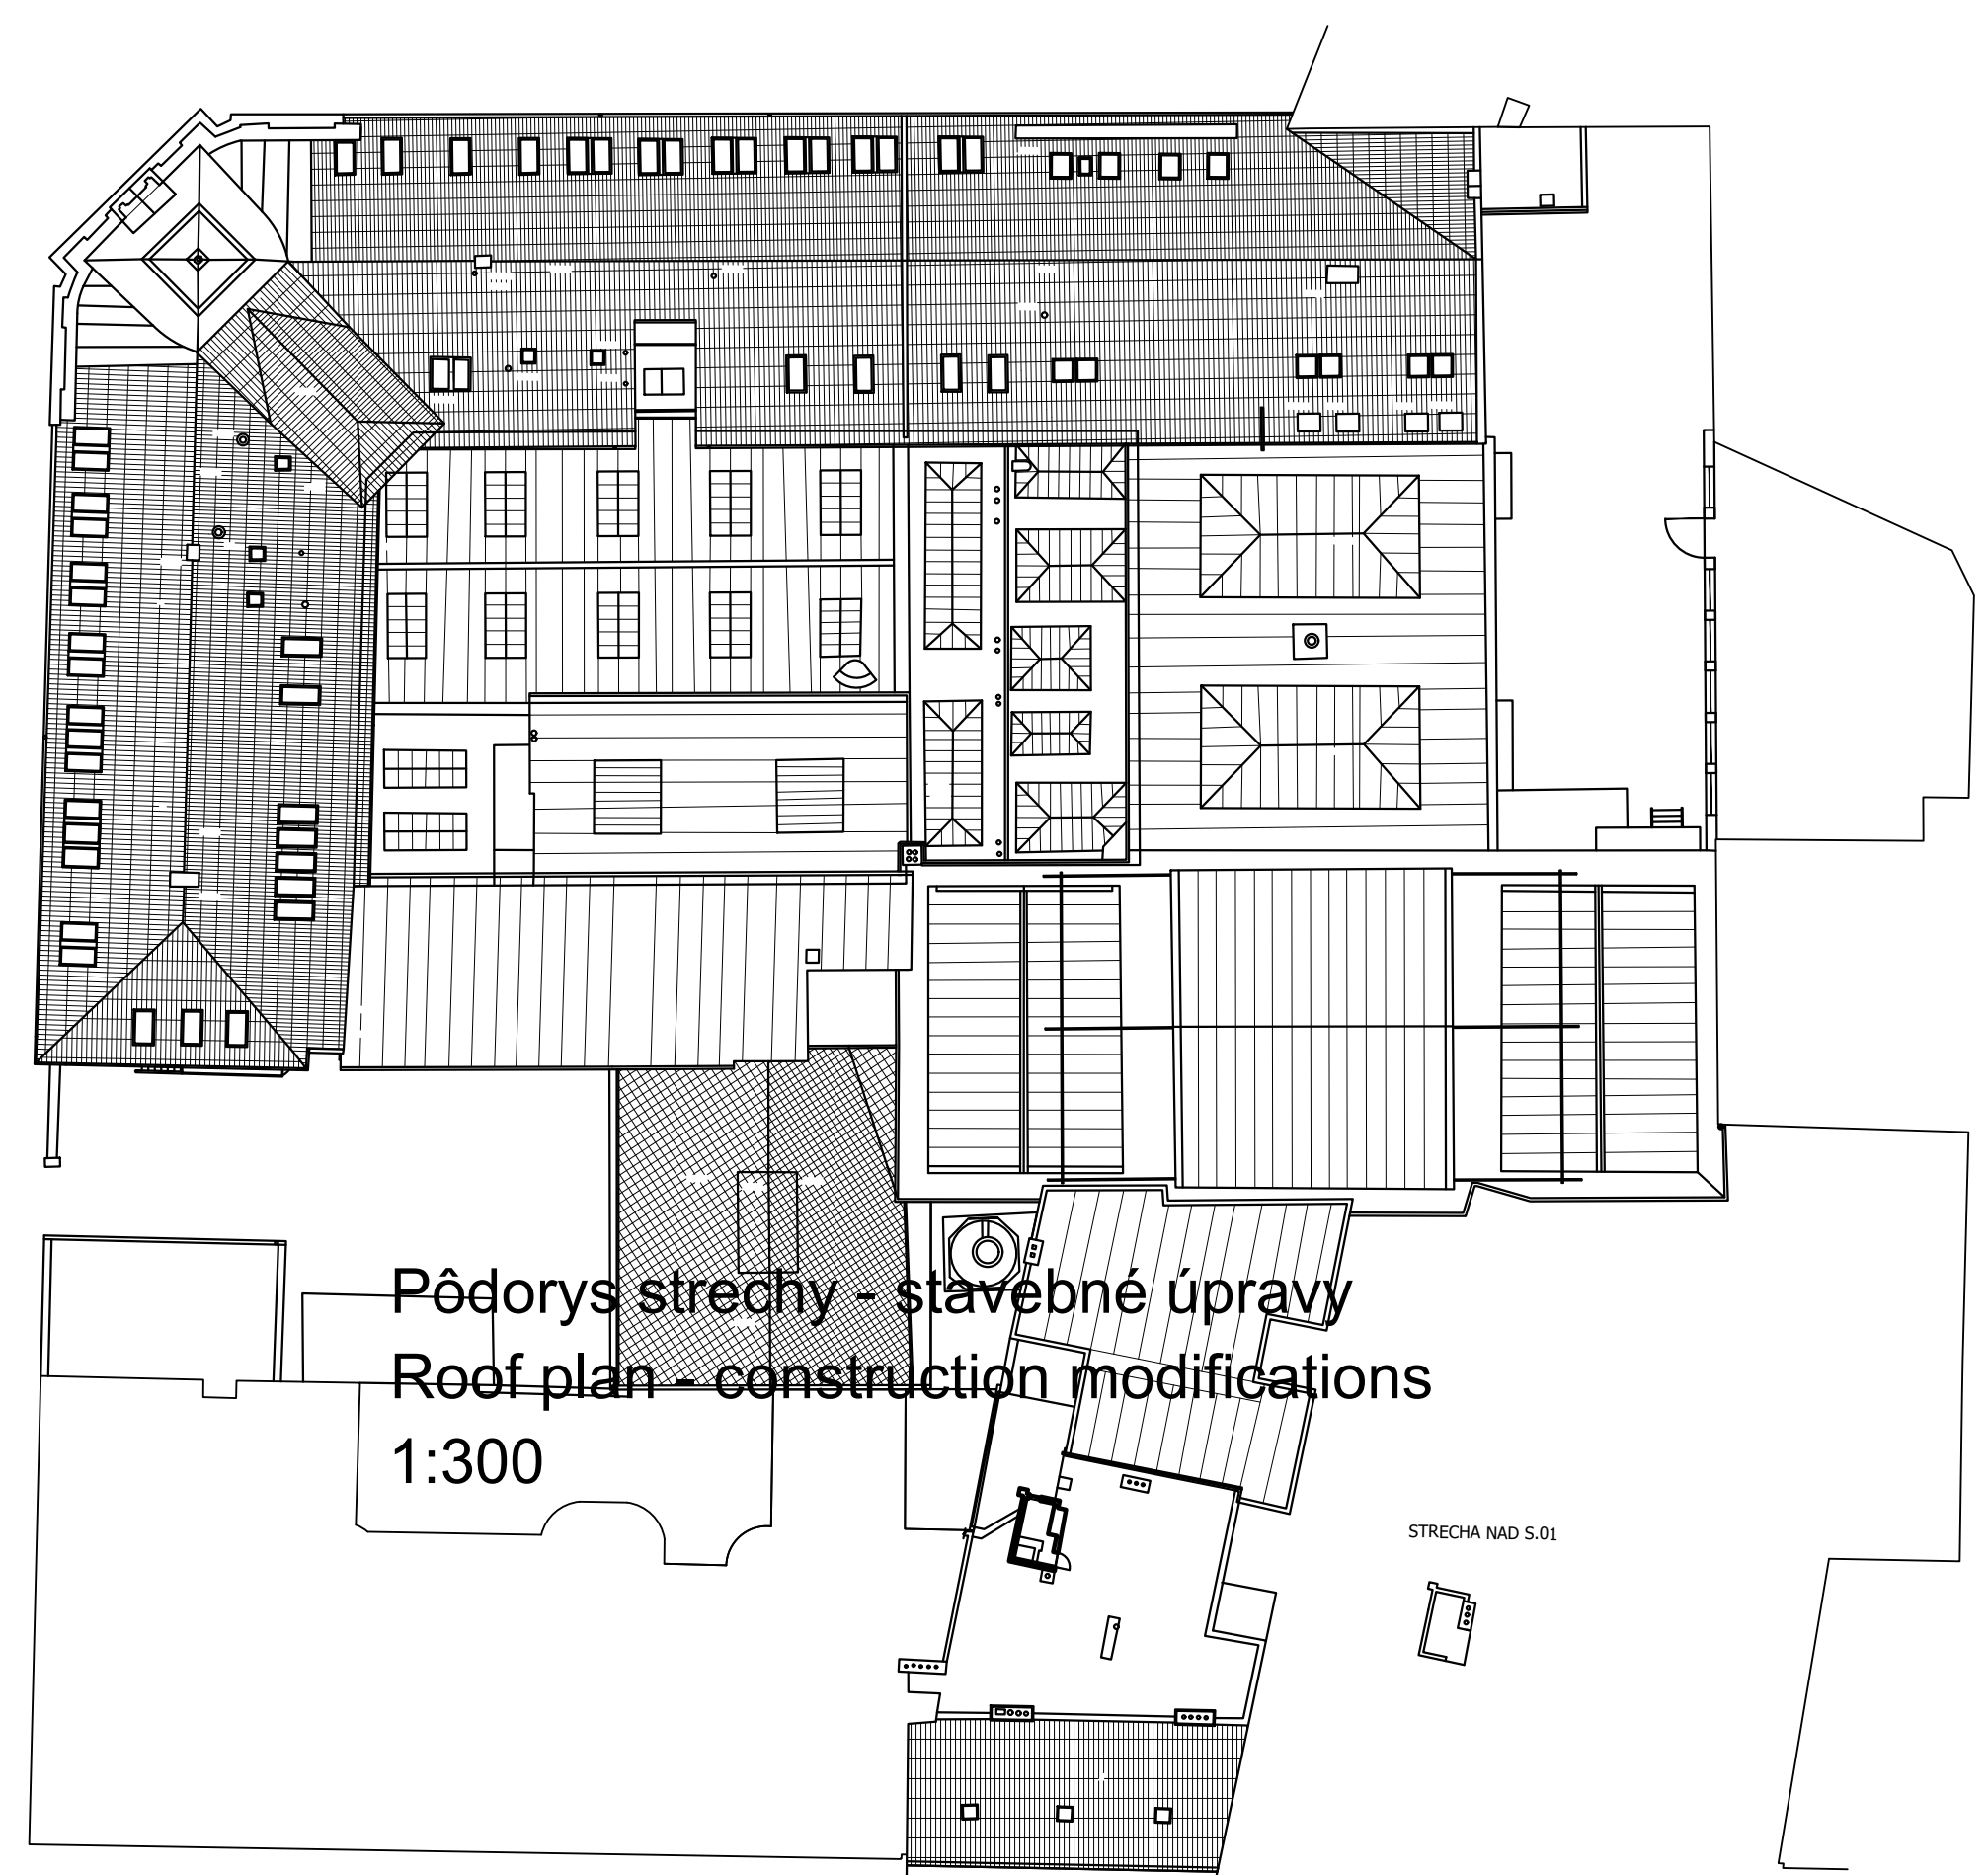 Pôdorys strechy - stavebné úpravy
Roof plan - construction modifications
1:300
STRECHA NAD S.01